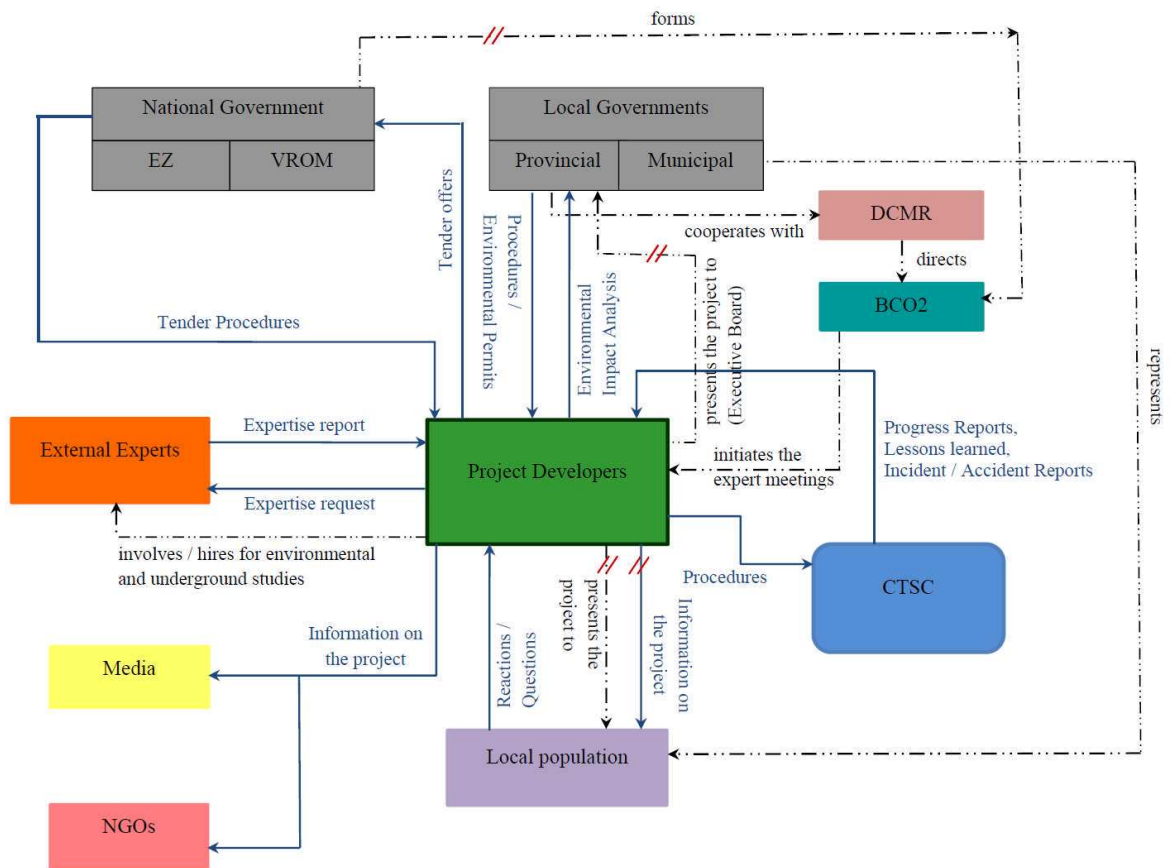 forms
National Government
EZ
VROM
Local Governments
Provincial
Municipal
DCMR
cooperates with
directs
BCO2
Tender offers
Procedures /
Environmental Permits
Environmental
Impact Analysis
presents the project to
(Executive Board)
represents
Tender Procedures
External Experts
Expertise report
Expertise request
Project Developers
initiates the
expert meetings
Progress Reports,
Lessons learned,
Incident / Accident Reports
involves / hires for environmental
and underground studies
Procedures
CTSC
Information on
the project
Reactions /
Questions
presents the
project to
Information on
the project
Media
Local population
NGOs